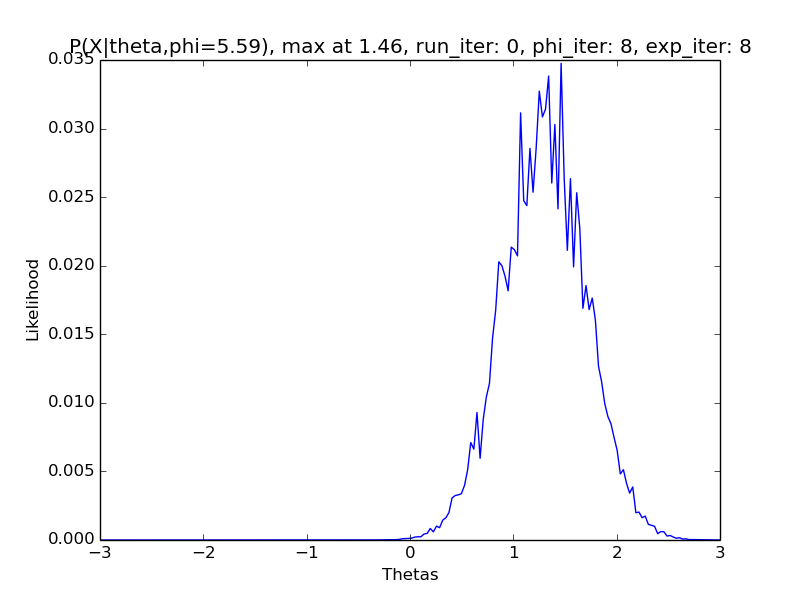 P(X|theta,phi=5.59), max at 1.46, run_iter: 0, phi_iter: 8, exp_iter: 8
0.035
0.030
0.025
0.020
0.015
0.010
0.005
0.000
Likelihood
−3 −2 −1 0 1 2 3
Thetas